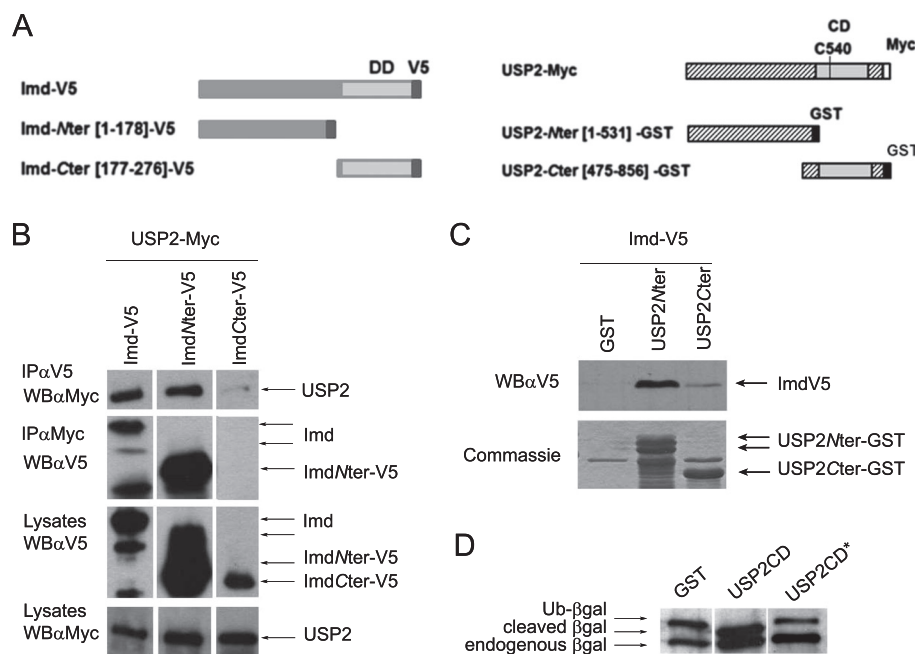 A
DD V5
Imd-V5
Imd-Nter [1-178]-V5
Imd-Cter [177-276]-V5
CD
C540 Myc
USP2-Myc
GST
USP2-Nter [1-531] -GST
GST
USP2-Cter [475-856] -GST
B
USP2-Myc
Imd-V5
ImdNter-V5
ImdCter-V5
IPαV5
WBαMyc
USP2
IPαMyc
WBαV5
Imd
ImdNter-V5
Lysates
WBαV5
Imd
ImdNter-V5
ImdCter-V5
Lysates
WBαMyc
USP2
C
Imd-V5
GST
USP2Nter
USP2Cter
WBαV5
ImdV5
Commassie
USP2Nter-GST
USP2Cter-GST
D
GST
USP2CD
USP2CD*
Ub-βgal
cleaved βgal
endogenous βgal